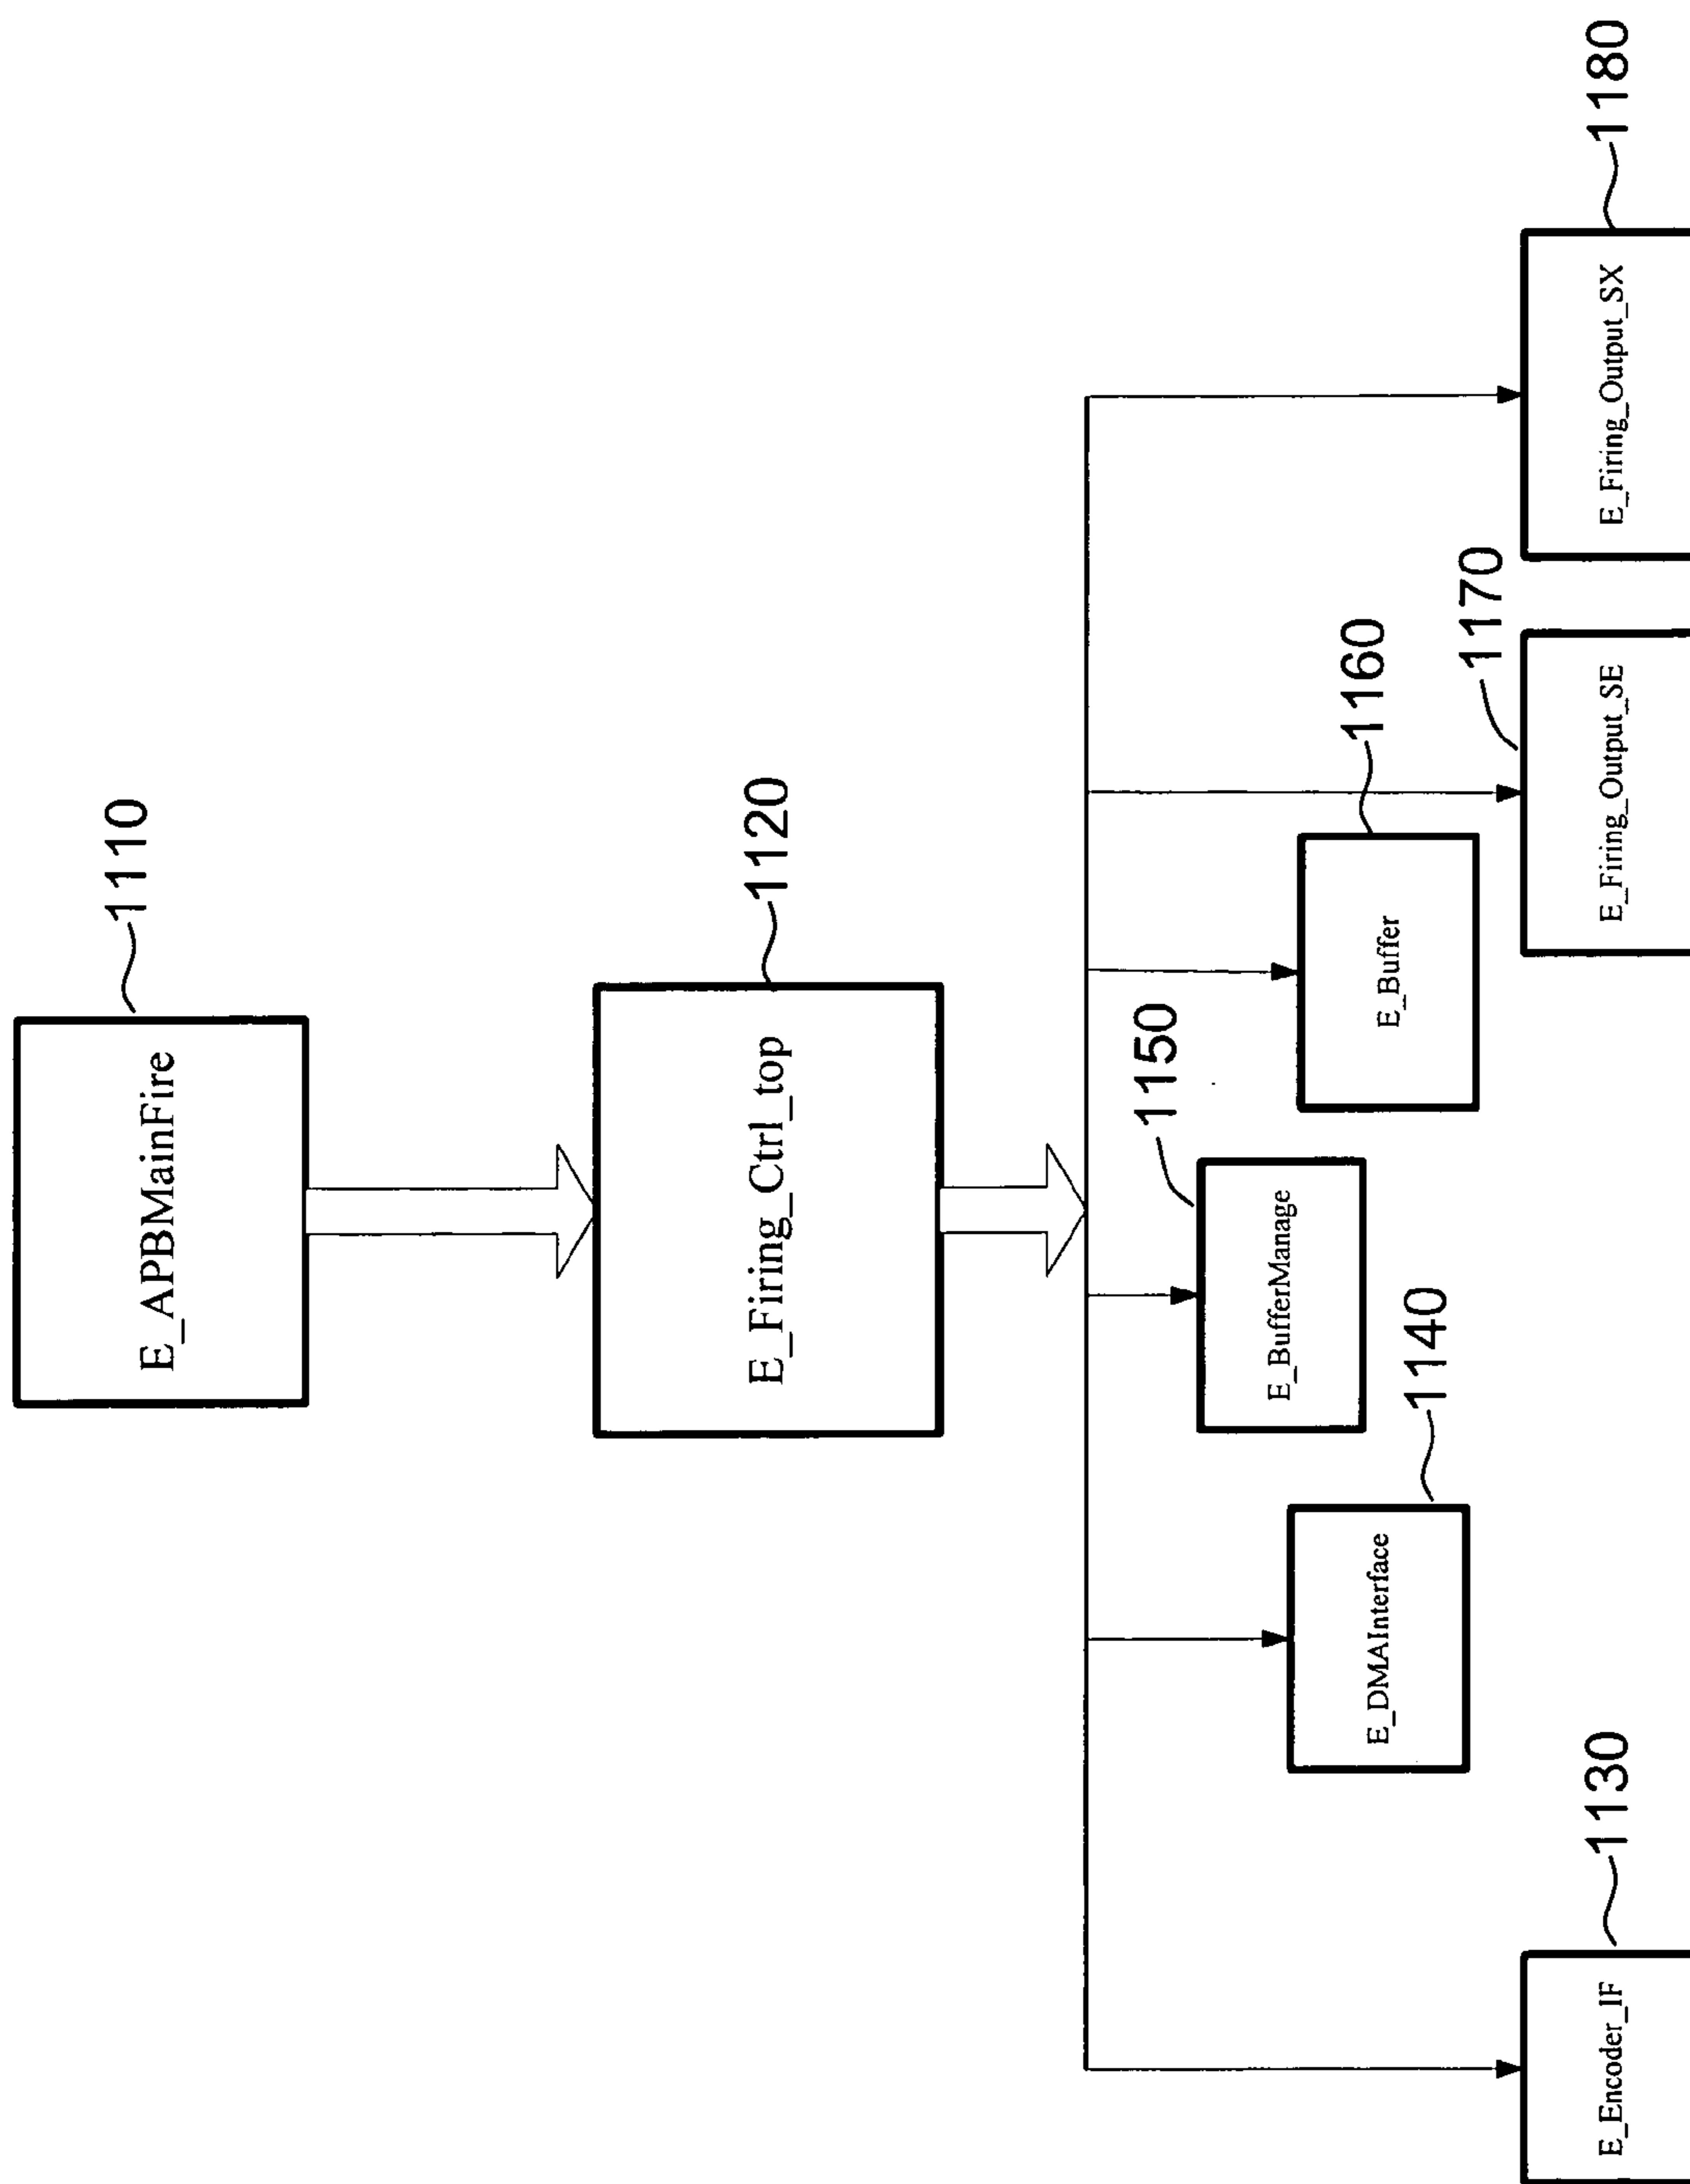 E_APBMainFire
1110
E_Firing_Ctrl_top
1120
E_Encoder_IF
1130
E_DMAInterface
1140
E_BufferManage
1150
E_Buffer
1160
E_Firing_Output_SE
1170
E_Firing_Output_SX
1180